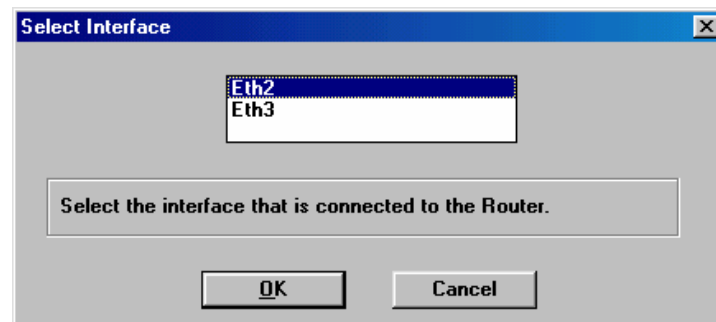 Select Interface
Eth2
Eth3
Select the interface that is connected to the Router.
OK Cancel